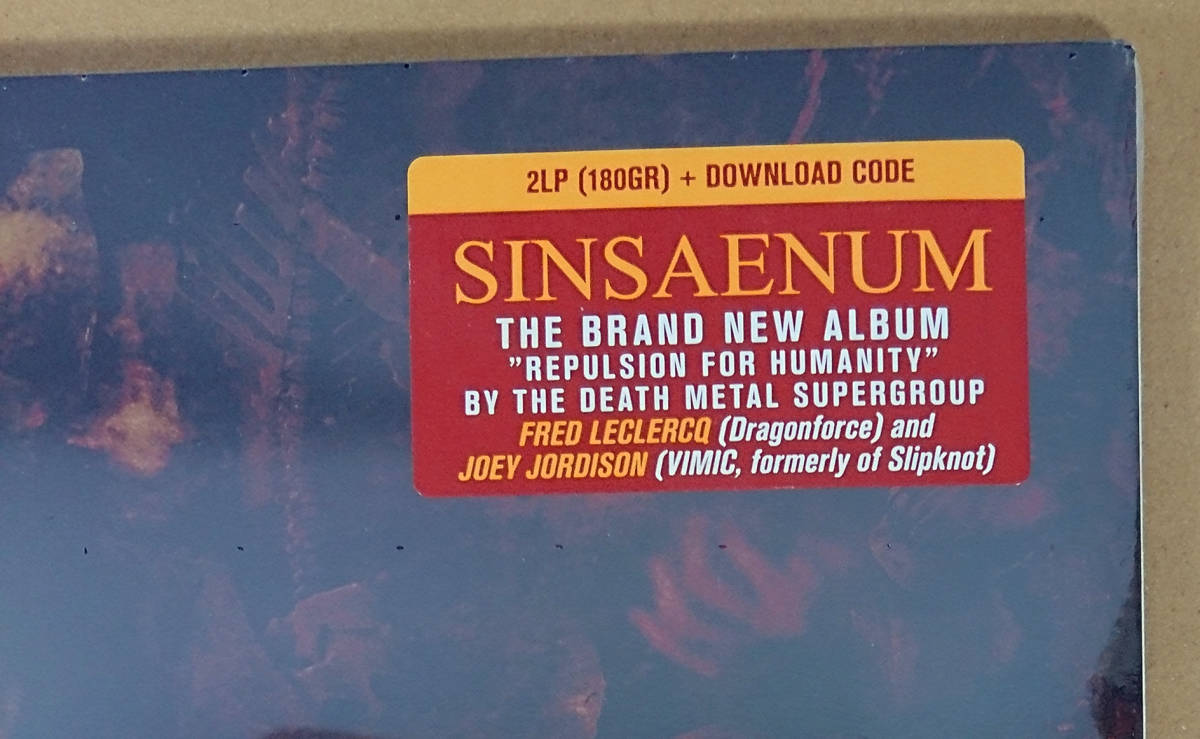 2LP (180GR) + DOWNLOAD CODE
SINSAENUM
THE BRAND NEW ALBUM
”REPULSION FOR HUMANITY”
BY THE DEATH METAL SUPERGROUP
FRED LECLERCQ (Dragonforce) and
JOEY JORDISON (VIMIC, formerly of Slipknot)